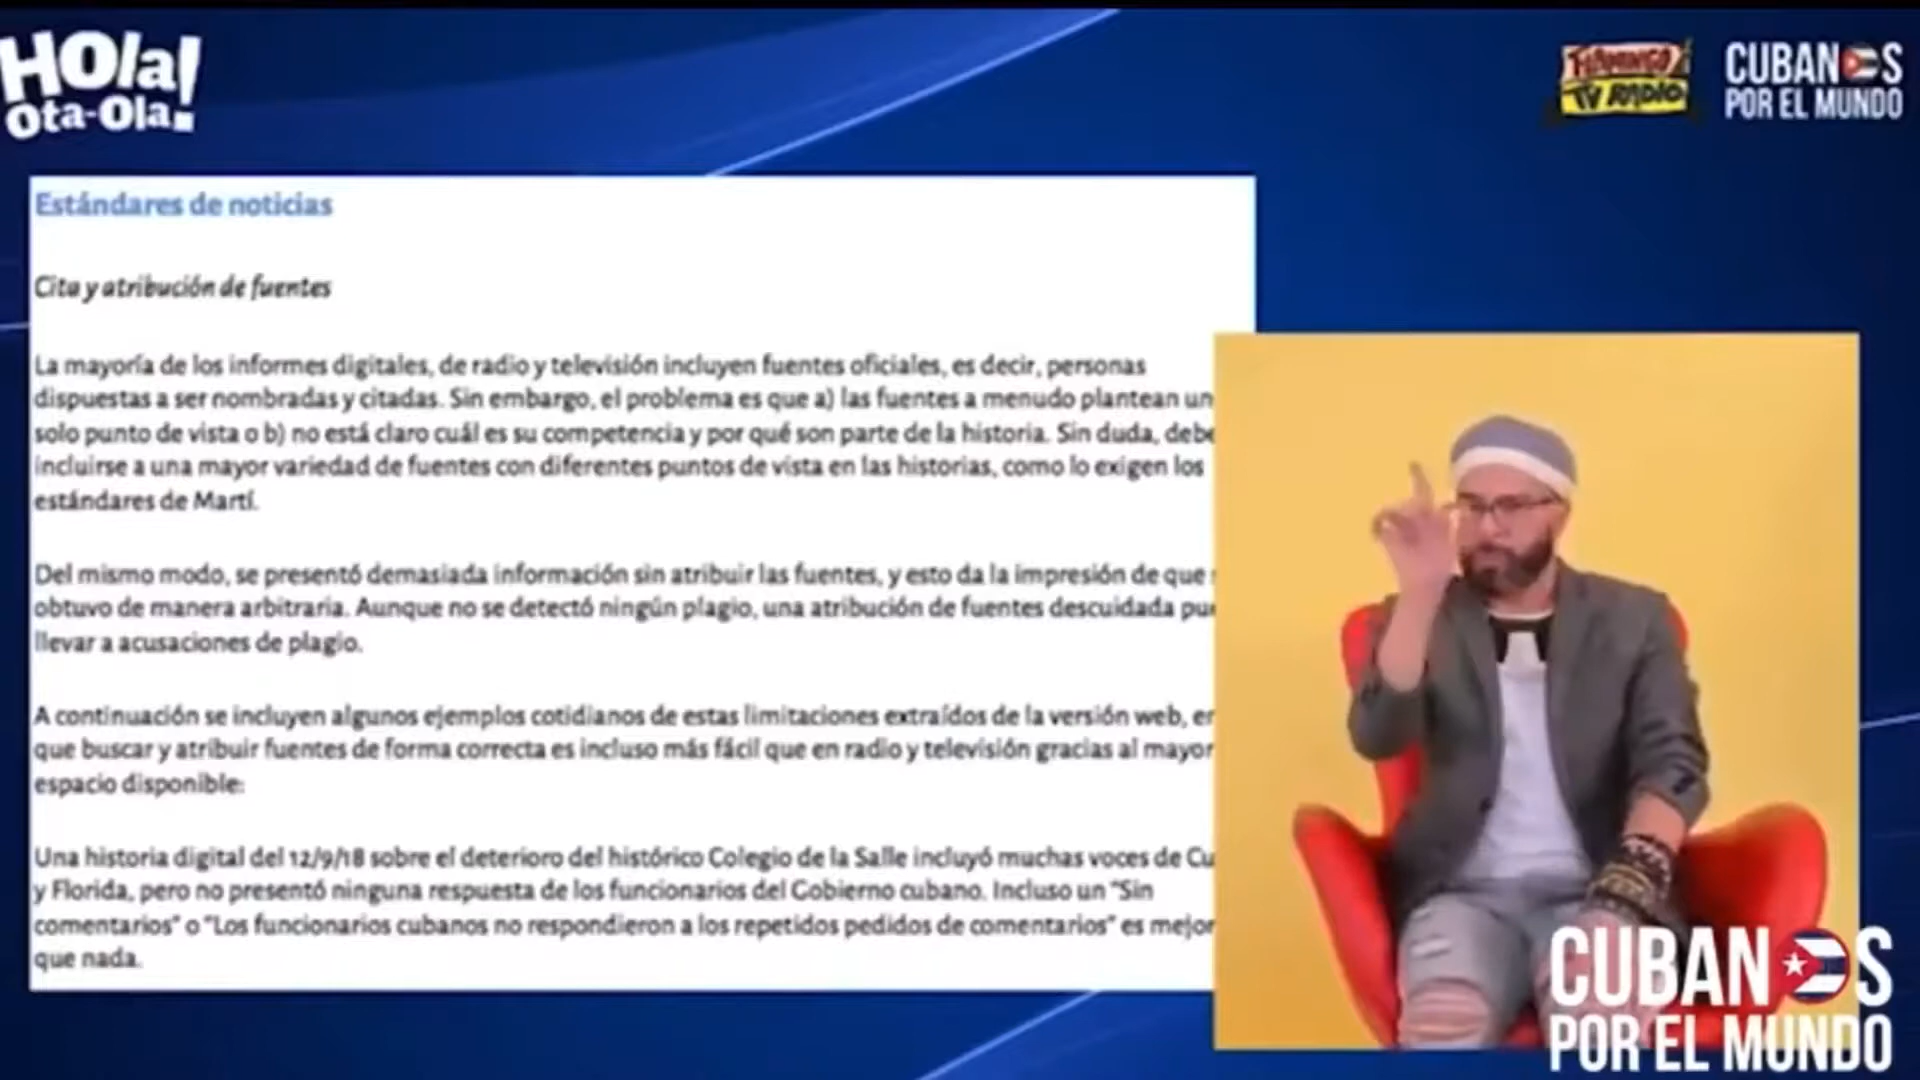 HOla!
Ota-Ola!
FLAMINGO
TV RADIO
CUBANOS
POR EL MUNDO
Estándares de noticias
Cita y atribución de fuentes
La mayoría de los informes digitales, de radio y televisión incluyen fuentes oficiales, es decir, personas
dispuestas a ser nombradas y citadas. Sin embargo, el problema es que a) las fuentes a menudo plantean un
solo punto de vista o b) no está claro cuál es su competencia y por qué son parte de la historia. Sin duda, debe
incluirse a una mayor variedad de fuentes con diferentes puntos de vista en las historias, como lo exigen los
estándares de Martí.
Del mismo modo, se presentó demasiada información sin atribuir las fuentes, y esto da la impresión de que
obtuvo de manera arbitraria. Aunque no se detectó ningún plagio, una atribución de fuentes descuidada pue
llevar a acusaciones de plagio.
A continuación se incluyen algunos ejemplos cotidianos de estas limitaciones extraídos de la versión web, en
que buscar y atribuir fuentes de forma correcta es incluso más fácil que en radio y televisión gracias al mayor
espacio disponible:
Una historia digital del 12/9/18 sobre el deterioro del histórico Colegio de la Salle incluyó muchas voces de Cu
y Florida, pero no presentó ninguna respuesta de los funcionarios del Gobierno cubano. Incluso un "Sin
comentarios" o "Los funcionarios cubanos no respondieron a los repetidos pedidos de comentarios" es mejor
que nada.
CUBANOS
POR EL MUNDO